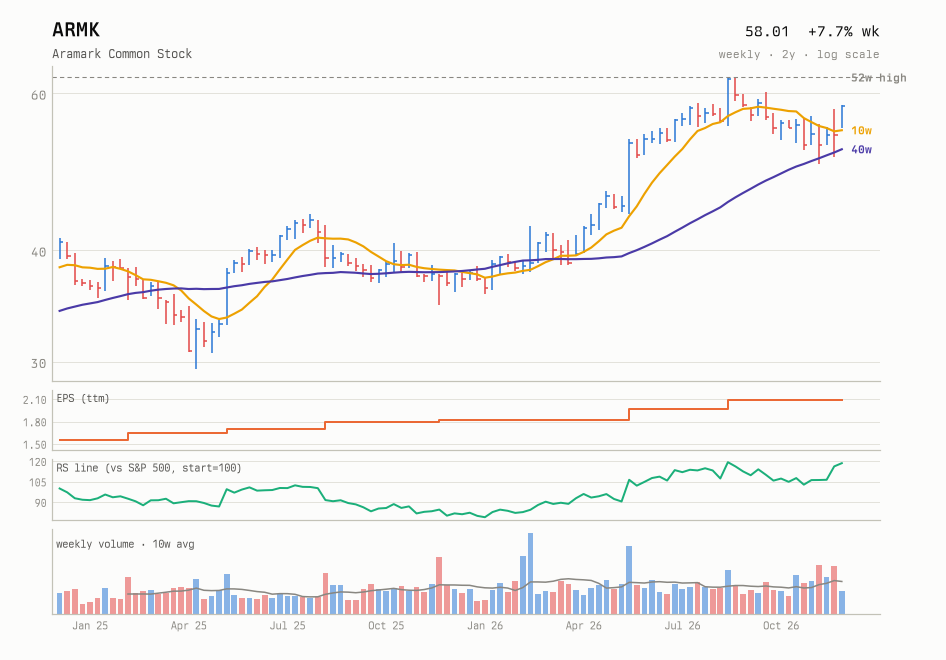 ARMK
58.01 +7.7% wk
Aramark Common Stock
weekly · 2y · log scale
52w high
60
10w
40w
40
30
EPS (ttm)
2.10
1.80
1.50
RS line (vs S&P 500, start=100)
120
105
90
weekly volume · 10w avg
Jan 25 Apr 25 Jul 25 Oct 25 Jan 26 Apr 26 Jul 26 Oct 26